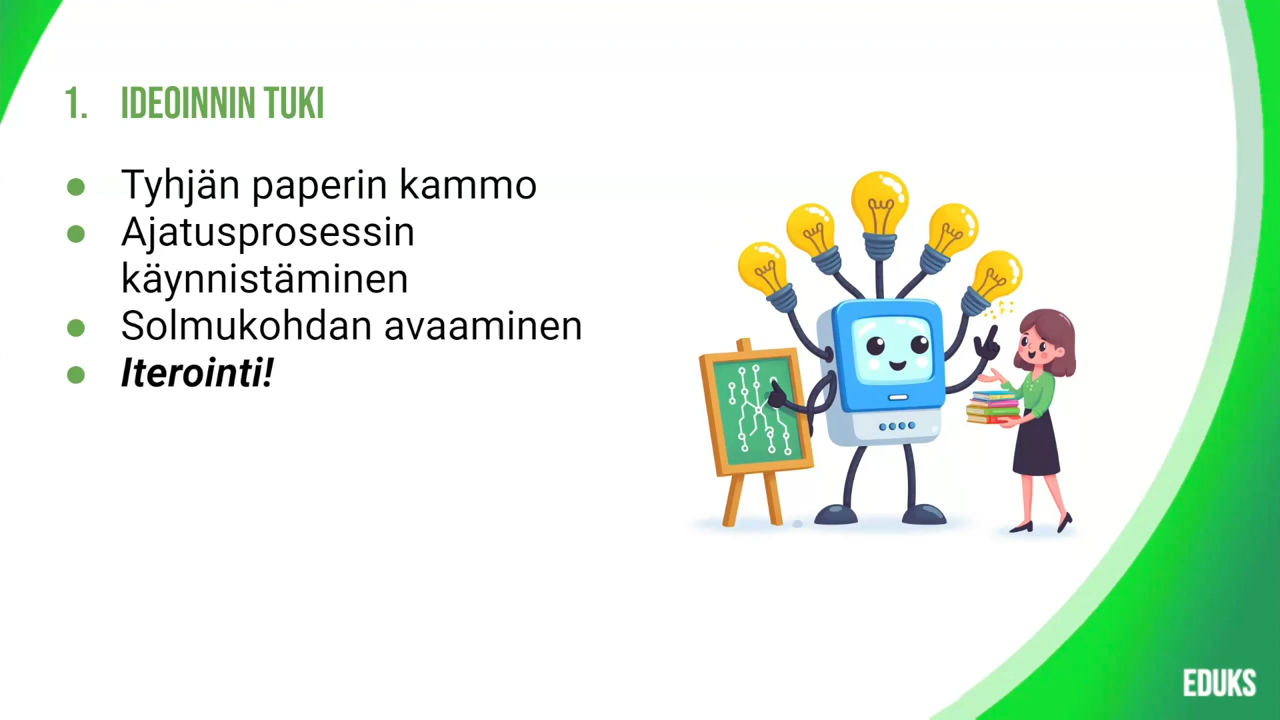 1. IDEOINNIN TUKI
● Tyhjän paperin kammo
● Ajatusprosessin
käynnistäminen
● Solmukohdan avaaminen
● Iterointi!
EDUKS